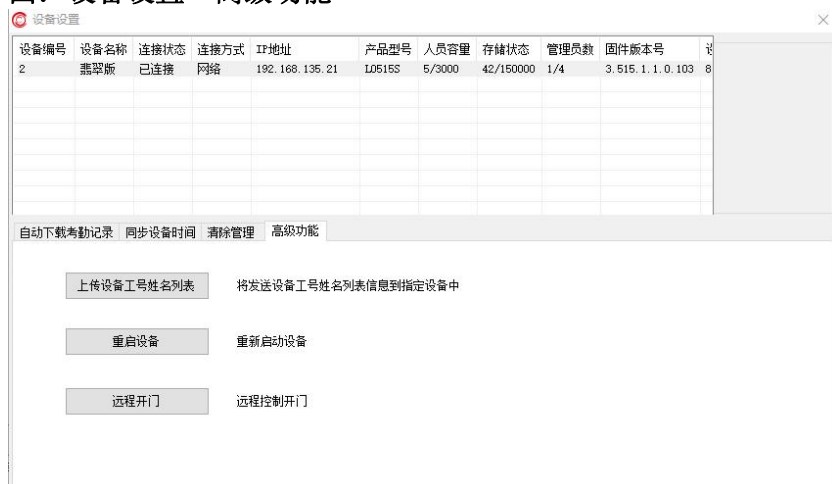 设备设置
设备编号 设备名称 连接状态 连接方式 IP地址 产品型号 人员容量 存储状态 管理员数 固件版本号
2 翡翠版 已连接 网络 192.168.135.21 L0515S 5/3000 42/150000 1/4 3.515.1.1.0.103 8
自动下载考勤记录 同步设备时间 清除管理 高级功能
上传设备工号姓名列表 将发送设备工号姓名列表信息到指定设备中
重启设备 重新启动设备
远程开门 远程控制开门